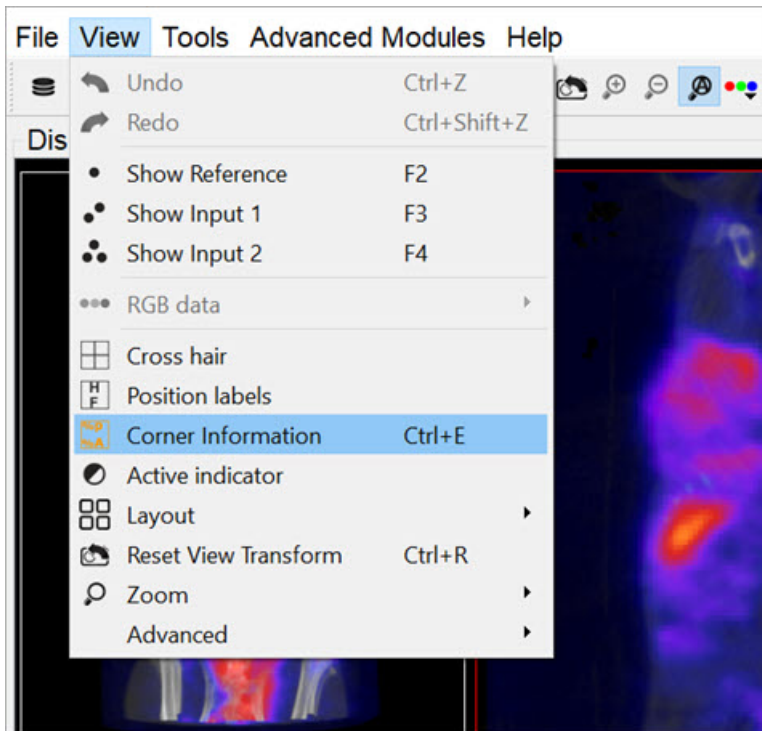 File View Tools Advanced Modules Help
Undo Ctrl+Z
Redo Ctrl+Shift+Z
Dis
Show Reference F2
Show Input 1 F3
Show Input 2 F4
RGB data
Cross hair
H
F
Position labels
%D
%A
Corner Information Ctrl+E
Active indicator
Layout
Reset View Transform Ctrl+R
Zoom
Advanced